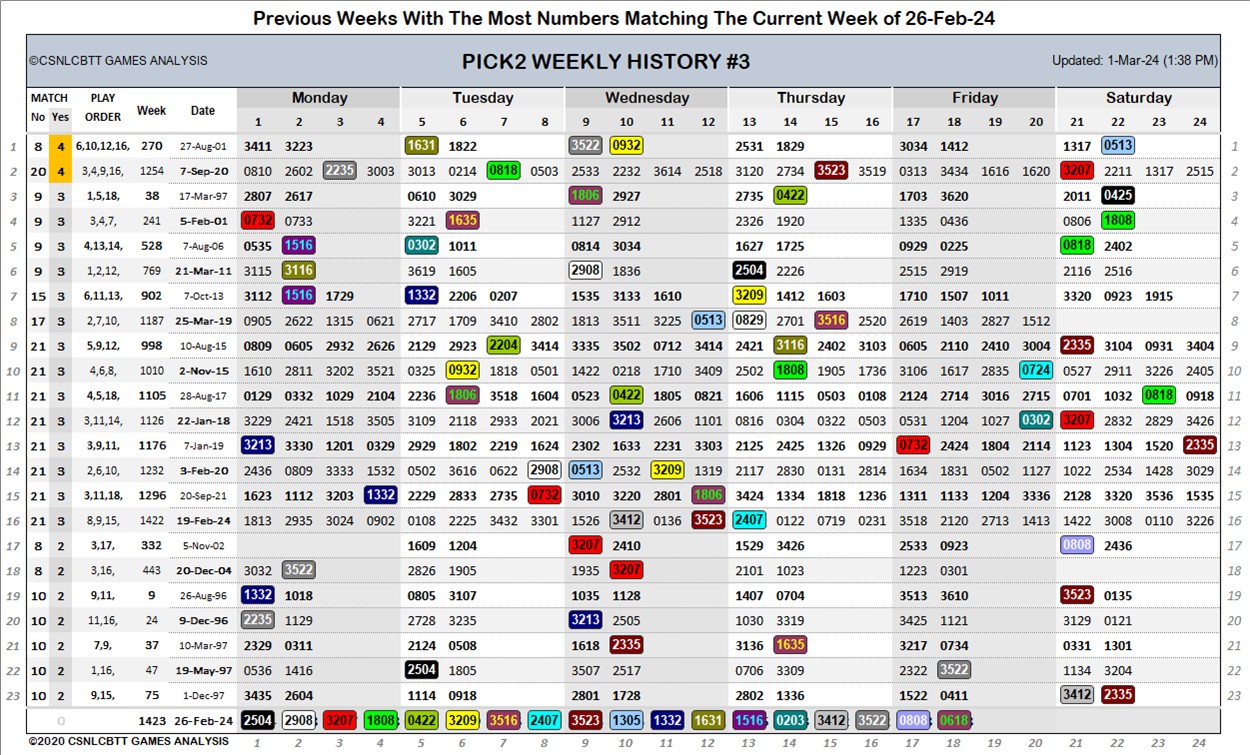 Previous Weeks With The Most Numbers Matching The Current Week of 26-Feb-24
©CSNLCBTT GAMES ANALYSIS PICK2 WEEKLY HISTORY #3 Updated: 1-Mar-24 (1:38 PM)
MATCH PLAY Week Date Monday Tuesday Wednesday Thursday Friday Saturday
No Yes ORDER 1 2 3 4 5 6 7 8 9 10 11 12 13 14 15 16 17 18 19 20 21 22 23 24
1 8 4 6,10,12,16, 270 27-Aug-01 3411 3223 1631 1822 3522 0932 2531 1829 3034 1412 1317 0513 1
2 20 4 3,4,9,16, 1254 7-Sep-20 0810 2602 2235 3003 3013 0214 0818 0503 2533 2232 3614 2518 3120 2734 3523 3519 0313 3434 1616 1620 3207 2211 1317 2515 2
3 9 3 1,5,18, 38 17-Mar-97 2807 2617 0610 3029 1806 2927 2735 0422 1703 3620 2011 0425 3
4 9 3 3,4,7, 241 5-Feb-01 0732 0733 3221 1635 1127 2912 2326 1920 1335 0436 0806 1808 4
5 9 3 4,13,14, 528 7-Aug-06 0535 1516 0302 1011 0814 3034 1627 1725 0929 0225 0818 2402 5
6 9 3 1,2,12, 769 21-Mar-11 3115 3116 3619 1605 2908 1836 2504 2226 2515 2919 2116 2516 6
7 15 3 6,11,13, 902 7-Oct-13 3112 1516 1729 1332 2206 0207 1535 3133 1610 3209 1412 1603 1710 1507 1011 3320 0923 1915 7
8 17 3 2,7,10, 1187 25-Mar-19 0905 2622 1315 0621 2717 1709 3410 2802 1813 3511 3225 0513 0829 2701 3516 2520 2619 1403 2827 1512 8
9 21 3 5,9,12, 998 10-Aug-15 0809 0605 2932 2626 2129 2923 2204 3414 3335 3502 0712 3414 2421 3116 2402 3103 0605 2110 2410 3004 2335 3104 0931 3404 9
10 21 3 4,6,8, 1010 2-Nov-15 1610 2811 3202 3521 0325 0932 1818 0501 1422 0218 1710 3409 2502 1808 1905 1736 3106 1617 2835 0724 0527 2911 3226 2405 10
11 21 3 4,5,18, 1105 28-Aug-17 0129 0332 1029 2104 2236 1806 3518 1604 0523 0422 1805 0821 1606 1115 0503 0108 2124 2714 3016 2715 0701 1032 0818 0918 11
12 21 3 3,11,14, 1126 22-Jan-18 3229 2421 1536 3505 3109 2118 2933 2021 3006 3213 2606 1103 0816 0304 0322 0503 0531 1204 1027 0302 3207 2832 2829 3426 12
13 21 3 3,9,11, 1176 7-Jan-19 3213 3330 1201 0329 2929 1802 1219 1624 2302 1633 2231 3303 2125 2425 1326 0929 0732 2424 1804 2114 1123 1304 1520 2335 13
14 21 3 2,6,10, 1232 3-Feb-20 2436 0809 3333 1532 0502 3616 0622 2908 0513 2532 3209 1319 2117 2830 0131 2814 1634 1831 0502 1127 1022 2534 1428 3029 14
15 21 3 3,11,18, 1296 20-Sep-21 1623 1112 3203 1332 2229 2833 2735 0732 3010 3220 2801 1806 3424 1334 1818 1236 1311 1133 1204 3336 2128 3320 2336 1535 15
16 21 3 8,9,15, 1422 19-Feb-24 1813 2935 3024 0902 0108 2225 3432 3301 1526 3412 0136 3523 2407 0122 0719 0231 3518 2120 2713 1413 1422 3008 0110 3226 16
17 8 2 3,17, 332 5-Nov-02 1609 1204 3207 2410 1529 3426 2533 0923 0808 2436 17
18 8 2 3,16, 443 20-Dec-04 3032 3522 2826 1905 1935 3207 2101 1023 1223 0301 18
19 10 2 9,11, 9 26-Aug-96 1332 1018 0805 3107 1035 1128 1407 0704 3513 3610 3523 0135 19
20 10 2 11,16, 24 9-Dec-96 2235 1129 2728 3235 3213 2505 1030 3319 3425 1121 3129 0121 20
21 10 2 7,9, 37 10-Mar-97 2329 0311 2124 0508 1618 2335 3136 1635 3217 0734 0331 1301 21
22 10 2 1,16, 47 19-May-97 0536 1416 2504 1805 3507 2517 0706 3309 2322 3522 1134 3204 22
23 10 2 9,15, 75 1-Dec-97 3435 2604 1114 0918 2801 1728 2802 1336 1522 0411 3412 2335 23
0 1423 26-Feb-24 2504 2908 3207 1808 0422 3209 3516 2407 3523 1305 1332 1631 1516 0203 3412 3522 0808 0618
©2020 CSNLCBTT GAMES ANALYSIS 1 2 3 4 5 6 7 8 9 10 11 12 13 14 15 16 17 18 19 20 21 22 23 24